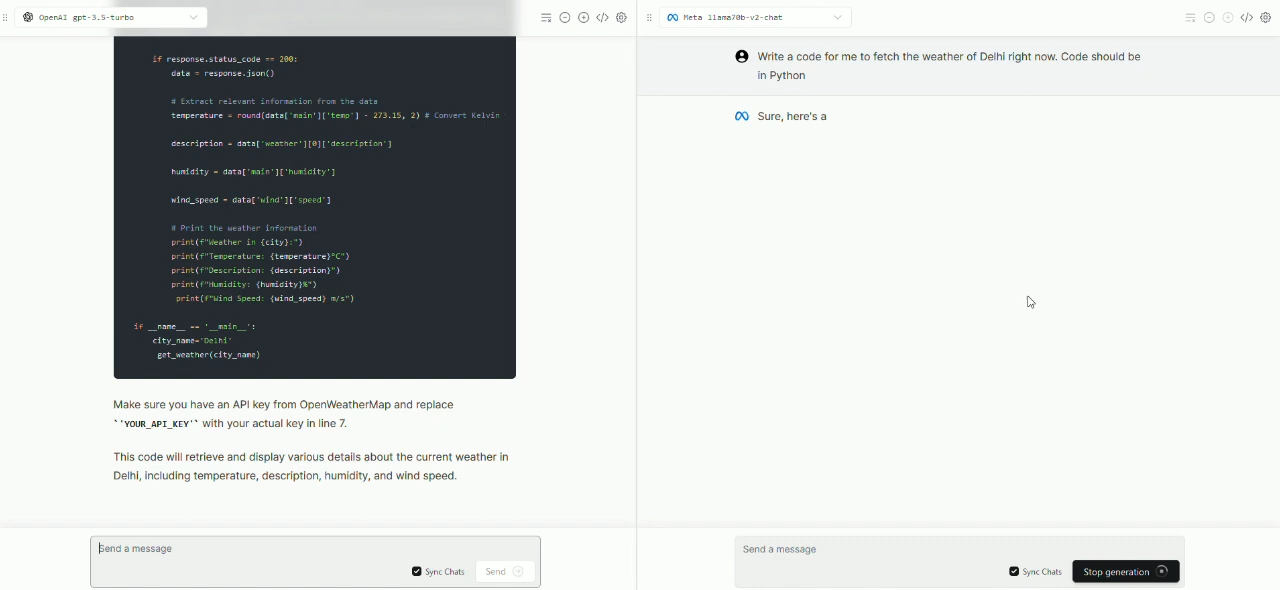 OpenAI gpt-3.5-turbo
if response.status_code == 200:
data = response.json()
# Extract relevant information from the data
temperature = round(data['main']['temp'] - 273.15, 2) # Convert Kelvin
description = data['weather'][0]['description']
humidity = data['main']['humidity']
wind_speed = data['wind']['speed']
# Print the weather information
print(f"Weather in {city}:")
print(f"Temperature: {temperature}°C")
print(f"Description: {description}")
print(f"Humidity: {humidity}%")
print(f"Wind Speed: {wind_speed} m/s")
if __name__ == '__main__':
city_name='Delhi'
get_weather(city_name)
Make sure you have an API key from OpenWeatherMap and replace
`'YOUR_API_KEY'` with your actual key in line 7.
This code will retrieve and display various details about the current weather in
Delhi, including temperature, description, humidity, and wind speed.
Send a message
Sync Chats
Send
Meta llama70b-v2-chat
Write a code for me to fetch the weather of Delhi right now. Code should be
in Python
Sure, here's a
Send a message
Sync Chats
Stop generation